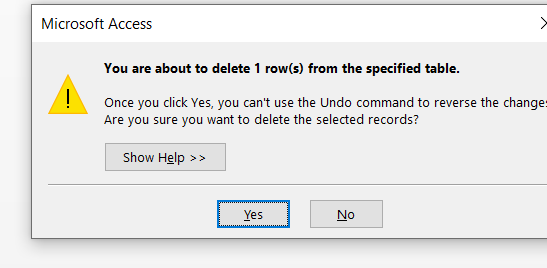 Microsoft Access
You are about to delete 1 row(s) from the specified table.
Once you click Yes, you can't use the Undo command to reverse the changes
Are you sure you want to delete the selected records?
Show Help >>
Yes
No